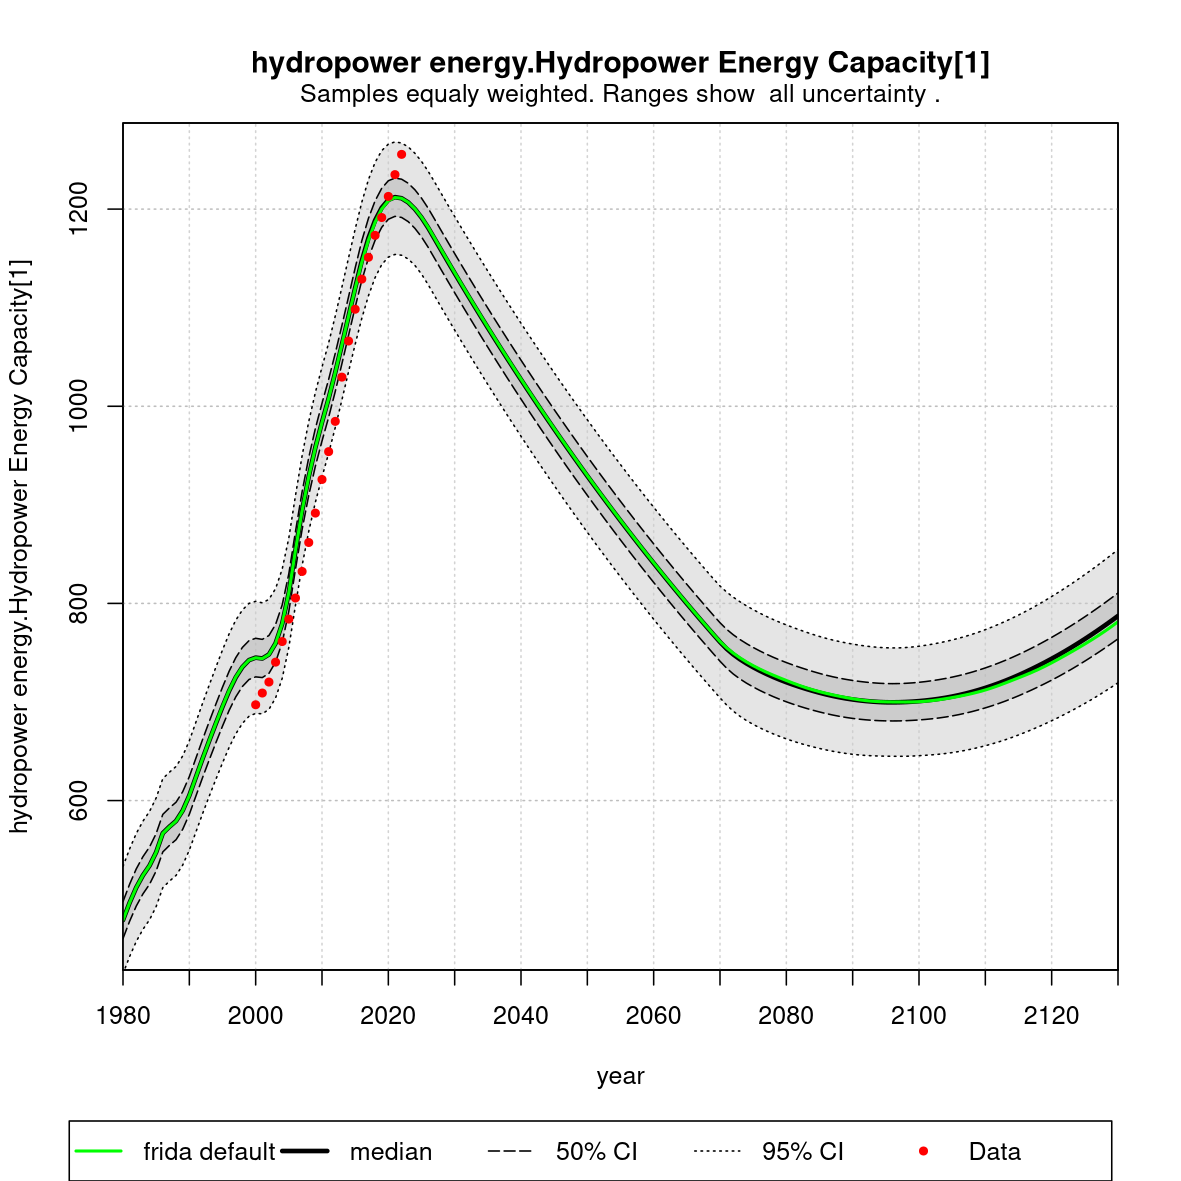 hydropower energy.Hydropower Energy Capacity[1]
Samples equaly weighted. Ranges show  all uncertainty .
hydropower energy.Hydropower Energy Capacity[1]
1200
1000
800
600
1980 2000 2020 2040 2060 2080 2100 2120
year
frida default median 50% CI 95% CI Data